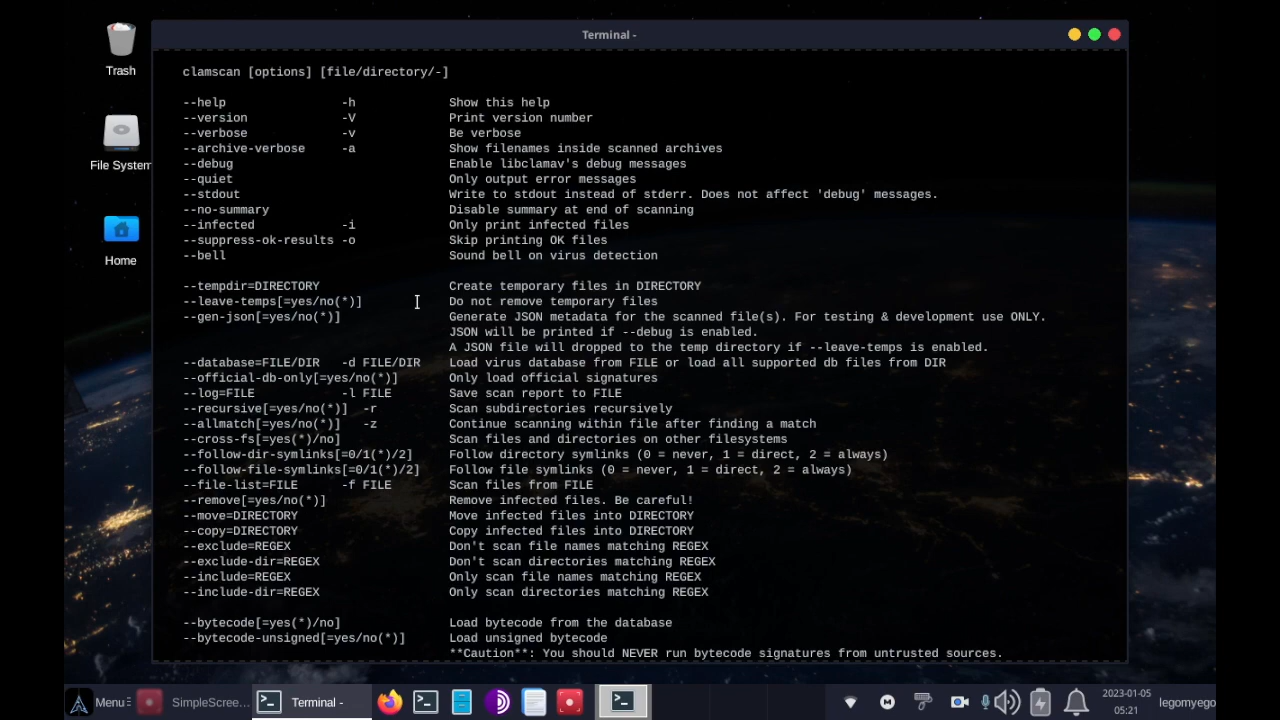 Terminal -
Trash
File System
Home
clamscan [options] [file/directory/-]
--help -h Show this help
--version -V Print version number
--verbose -v Be verbose
--archive-verbose -a Show filenames inside scanned archives
--debug Enable libclamav's debug messages
--quiet Only output error messages
--stdout Write to stdout instead of stderr. Does not affect 'debug' messages.
--no-summary Disable summary at end of scanning
--infected -i Only print infected files
--suppress-ok-results -o Skip printing OK files
--bell Sound bell on virus detection
--tempdir=DIRECTORY Create temporary files in DIRECTORY
--leave-temps[=yes/no(*)] Do not remove temporary files
--gen-json[=yes/no(*)] Generate JSON metadata for the scanned file(s). For testing & development use ONLY.
JSON will be printed if --debug is enabled.
A JSON file will dropped to the temp directory if --leave-temps is enabled.
--database=FILE/DIR -d FILE/DIR Load virus database from FILE or load all supported db files from DIR
--official-db-only[=yes/no(*)] Only load official signatures
--log=FILE -l FILE Save scan report to FILE
--recursive[=yes/no(*)] -r Scan subdirectories recursively
--allmatch[=yes/no(*)] -z Continue scanning within file after finding a match
--cross-fs[=yes(*)/no] Scan files and directories on other filesystems
--follow-dir-symlinks[=0/1(*)/2] Follow directory symlinks (0 = never, 1 = direct, 2 = always)
--follow-file-symlinks[=0/1(*)/2] Follow file symlinks (0 = never, 1 = direct, 2 = always)
--file-list=FILE -f FILE Scan files from FILE
--remove[=yes/no(*)] Remove infected files. Be careful!
--move=DIRECTORY Move infected files into DIRECTORY
--copy=DIRECTORY Copy infected files into DIRECTORY
--exclude=REGEX Don't scan file names matching REGEX
--exclude-dir=REGEX Don't scan directories matching REGEX
--include=REGEX Only scan file names matching REGEX
--include-dir=REGEX Only scan directories matching REGEX
--bytecode[=yes(*)/no] Load bytecode from the database
--bytecode-unsigned[=yes/no(*)] Load unsigned bytecode
**Caution**: You should NEVER run bytecode signatures from untrusted sources.
Menu SimpleScree... Terminal - M 2023-01-05 legomyego
05:21